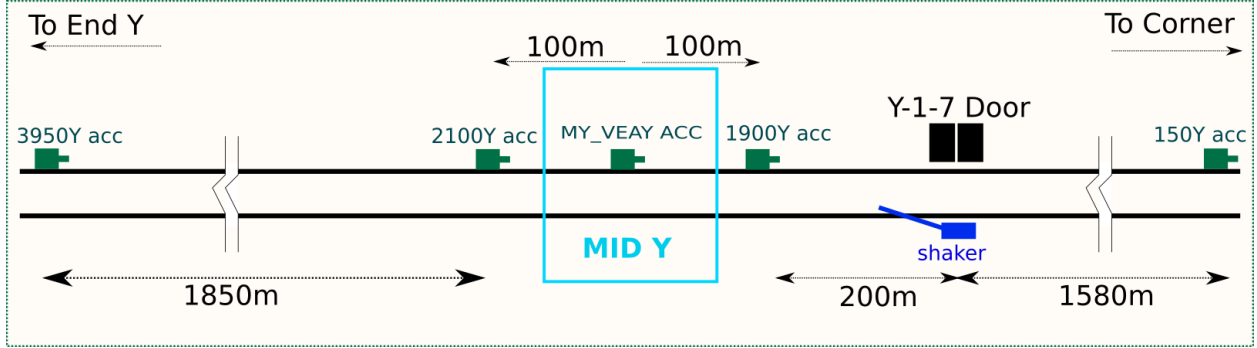 To End Y
To Corner
100m
100m
Y-1-7 Door
3950Y acc
2100Y acc
MY_VEAY ACC
1900Y acc
150Y acc
MID Y
shaker
1850m
200m
1580m